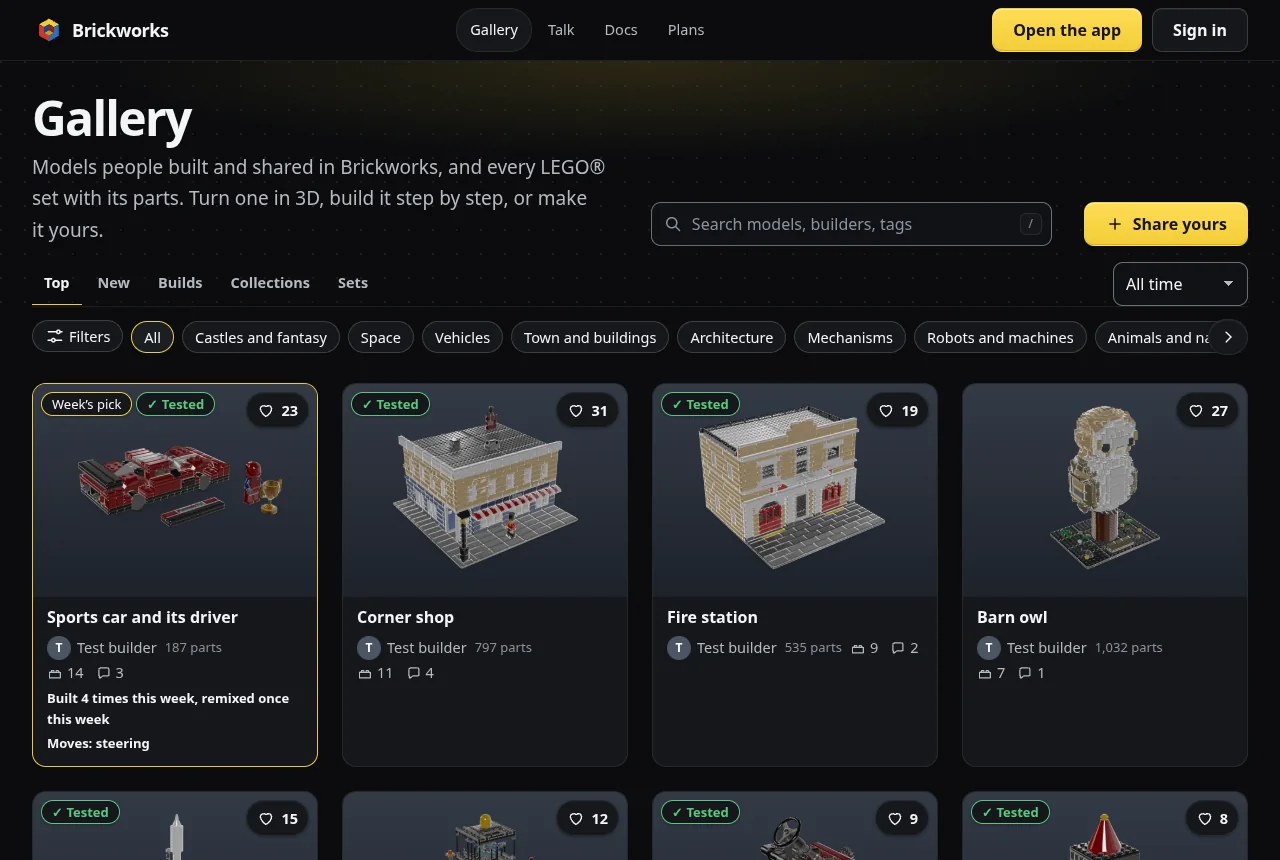 Brickworks
Gallery
Talk
Docs
Plans
Open the app
Sign in
Gallery
Models people built and shared in Brickworks, and every LEGO®
set with its parts. Turn one in 3D, build it step by step, or make
it yours.
Search models, builders, tags
/
Share yours
Top
New
Builds
Collections
Sets
All time
Filters
All
Castles and fantasy
Space
Vehicles
Town and buildings
Architecture
Mechanisms
Robots and machines
Animals and na
Week's pick
✓ Tested
23
✓ Tested
31
✓ Tested
19
27
Sports car and its driver
T Test builder 187 parts
14 3
Built 4 times this week, remixed once
this week
Moves: steering
Corner shop
T Test builder 797 parts
11 4
Fire station
T Test builder 535 parts 9 2
Barn owl
T Test builder 1,032 parts
7 1
✓ Tested
15
12
✓ Tested
9
✓ Tested
8